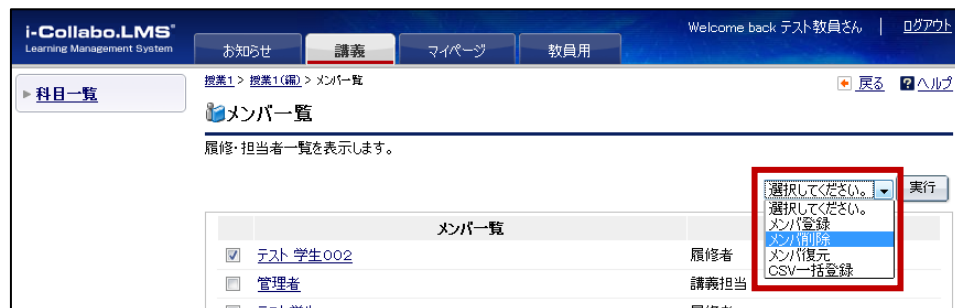 i-Collabo.LMS
Learning Management System
Welcome back テスト教員さん | ログアウト
お知らせ 講義 マイページ 教員用
科目一覧
授業1 > 授業1(編) > メンバ一覧
戻る ヘルプ
メンバ一覧
履修・担当者一覧を表示します。
選択してください。 実行
選択してください。
メンバ登録
メンバ削除
メンバ復元
CSV一括登録
メンバ一覧
テスト 学生002 履修者
管理者 講義担当